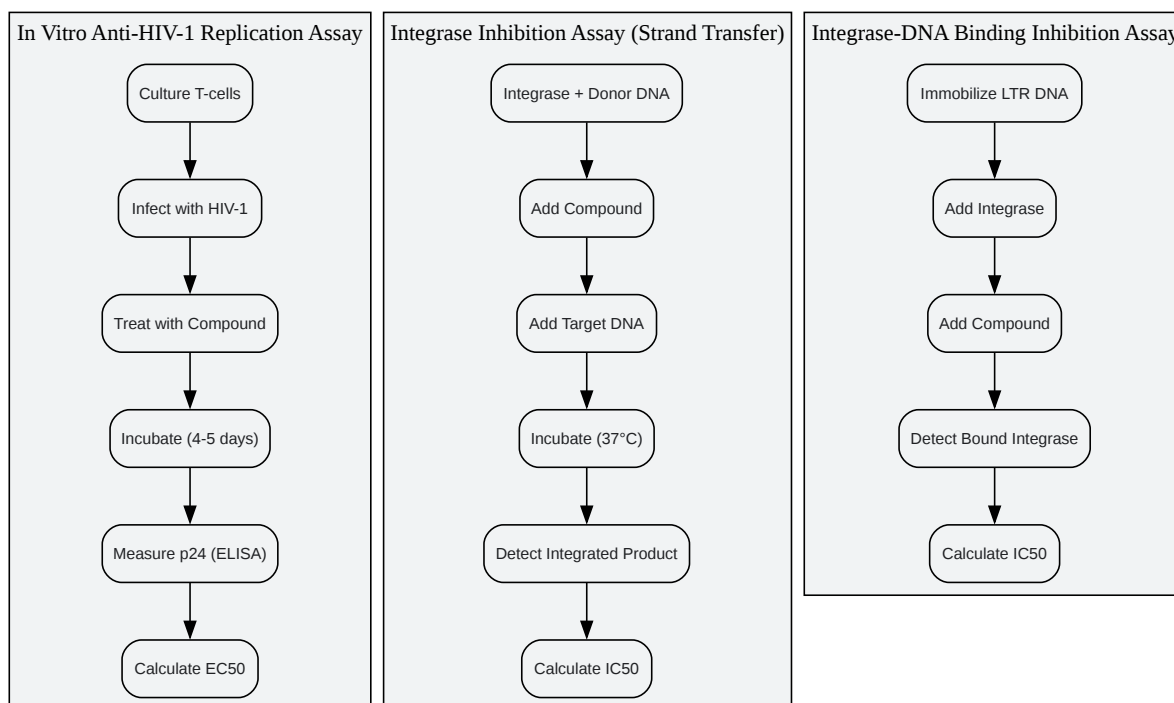 In Vitro Anti-HIV-1 Replication Assay
Culture T-cells
Infect with HIV-1
Treat with Compound
Incubate (4-5 days)
Measure p24 (ELISA)
Calculate EC50
Integrase Inhibition Assay (Strand Transfer)
Integrase + Donor DNA
Add Compound
Add Target DNA
Incubate (37°C)
Detect Integrated Product
Calculate IC50
Integrase-DNA Binding Inhibition Assay
Immobilize LTR DNA
Add Integrase
Add Compound
Detect Bound Integrase
Calculate IC50